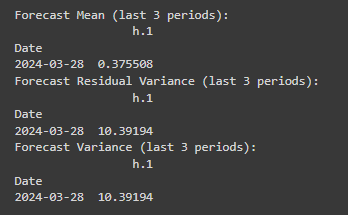 Forecast Mean (last 3 periods):
h.1
Date
2024-03-28  0.375508
Forecast Residual Variance (last 3 periods):
h.1
Date
2024-03-28  10.39194
Forecast Variance (last 3 periods):
h.1
Date
2024-03-28  10.39194